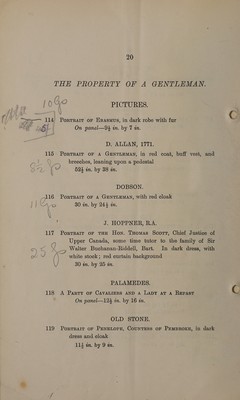 20
THE PROPERTY OF A GENTLEMAN.
10 Gs
PICTURES.
114 PORTRAIT OF ERASMUS, in dark robe with fur
On panel—9½ in. by 7 in.
D. ALLAN, 1771.
115 PORTRAIT OF A GENTLEMAN, in red coat, buff vest, and
breeches, leaning upon a pedestal
52½ in. by 38 in.
DOBSON.
116 PORTRAIT OF A GENTLEMAN, with red cloak
30 in. by 24½ in.
J. HOPPNER, R.A.
117 PORTRAIT OF THE HON. THOMAS SCOTT, Chief Justice of
Upper Canada, some time tutor to the family of Sir
Walter Buchanan-Riddell, Bart. In dark dress, with
white stock; red curtain background
30 in. by 25 in.
PALAMEDES.
118 A PARTY OF CAVALIERS AND A LADY AT A REPAST
On panel—12½ in. by 16 in.
OLD STONE.
119 PORTRAIT OF PENELOPE, COUNTESS OF PEMBROKE, in dark
dress and cloak
11½ in. by 9 in.